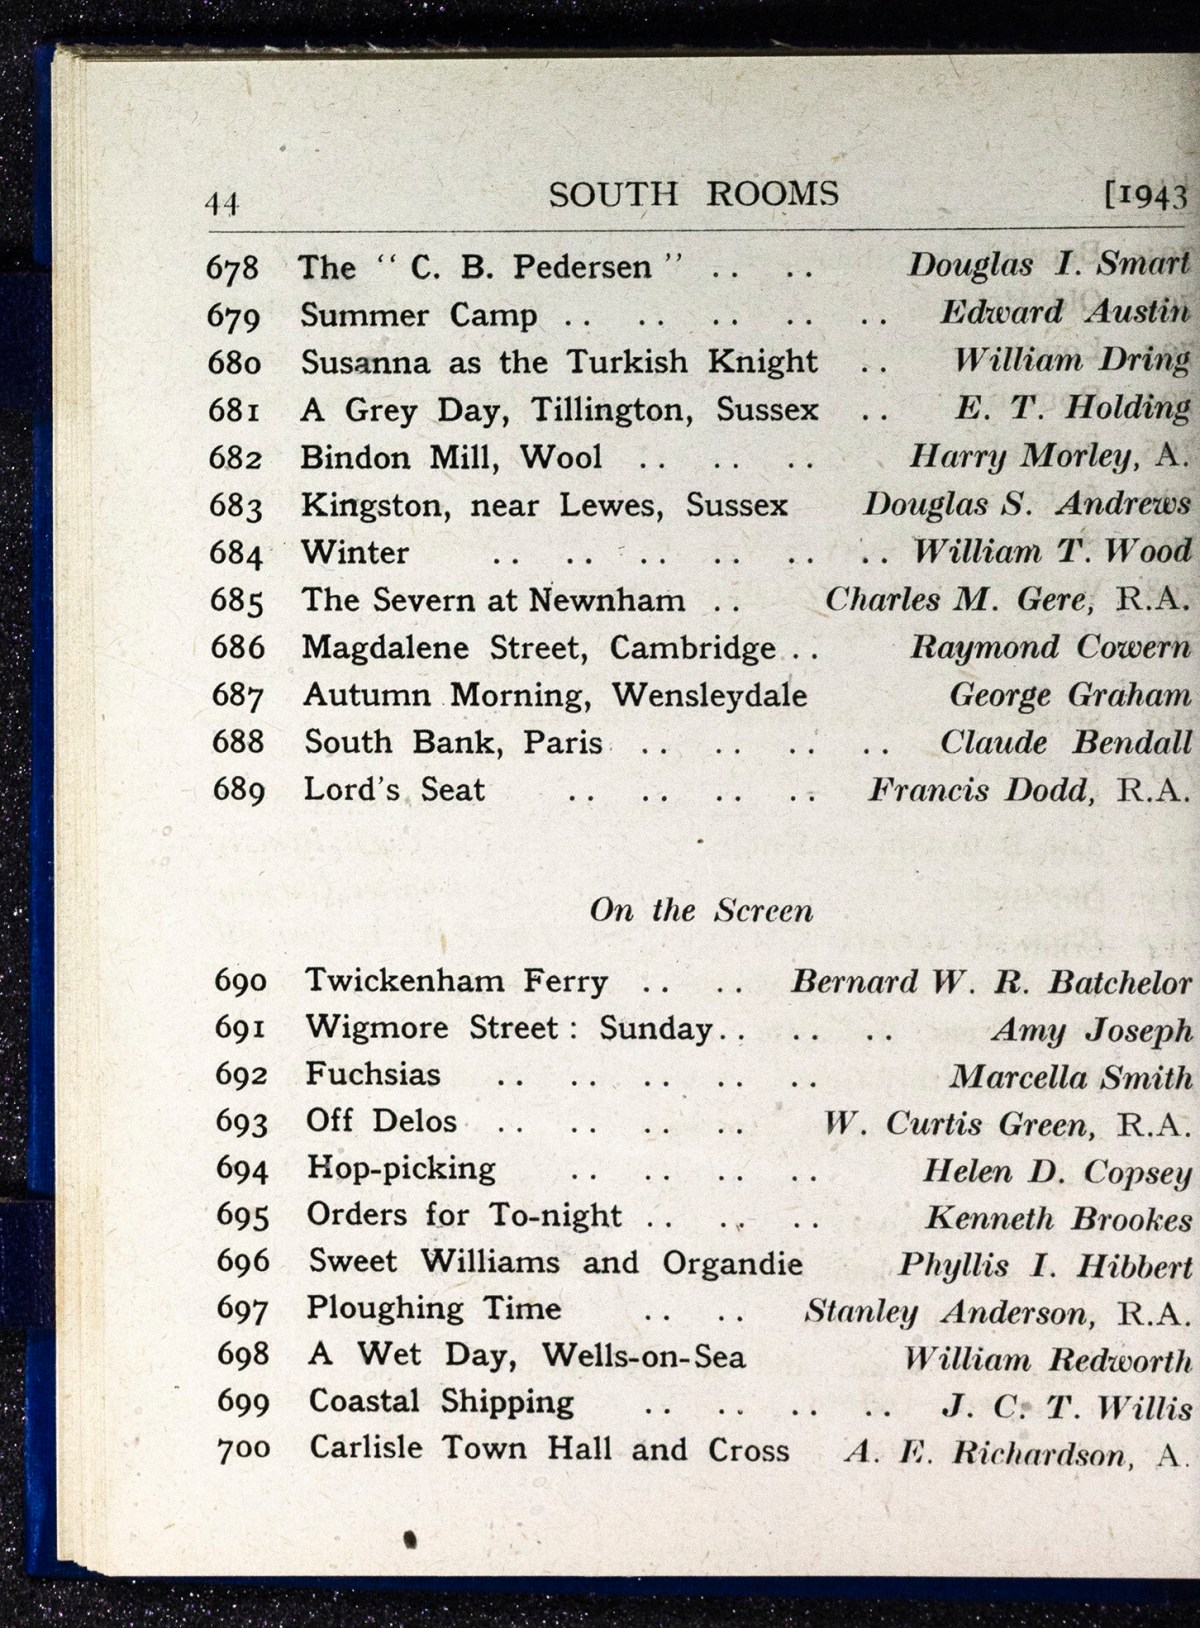 44 SOUTH ROOMS [1943
678 The “ C. B. Pedersen ” .. .. Douglas I. Smart
679 Summer Camp .. .. .. .. .. Edward Austin
680 Susanna as the Turkish Knight .. William Dring
681 A Grey Day, Tillington, Sussex .. E. T. Holding
682 Bindon Mill, Wool .. .. .. Harry Morley, A.
683 Kingston, near Lewes, Sussex Douglas S. Andrews
684 Winter .. .. .. .. .. .. William T. Wood
685 The Severn at Newnham .. Charles M. Gere, R.A.
686 Magdalene Street, Cambridge .. Raymond Cowern
687 Autumn Morning, Wensleydale George Graham
688 South Bank, Paris .. .. .. .. Claude Bendall
689 Lord’s Seat .. .. .. .. Francis Dodd, R.A.
On the Screen
690 Twickenham Ferry .. .. Bernard W. R. Batchelor
691 Wigmore Street : Sunday .. .. .. Amy Joseph
692 Fuchsias .. .. .. .. .. Marcella Smith
693 Off Delos .. .. .. .. W. Curtis Green, R.A.
694 Hop-picking .. .. .. .. Helen D. Copsey
695 Orders for To-night .. .. .. Kenneth Brookes
696 Sweet Williams and Organdie Phyllis I. Hibbert
697 Ploughing Time .. .. Stanley Anderson, R.A.
698 A Wet Day, Wells-on-Sea William Redworth
699 Coastal Shipping .. .. .. .. J. C. T. Willis
700 Carlisle Town Hall and Cross A. E. Richardson, A.